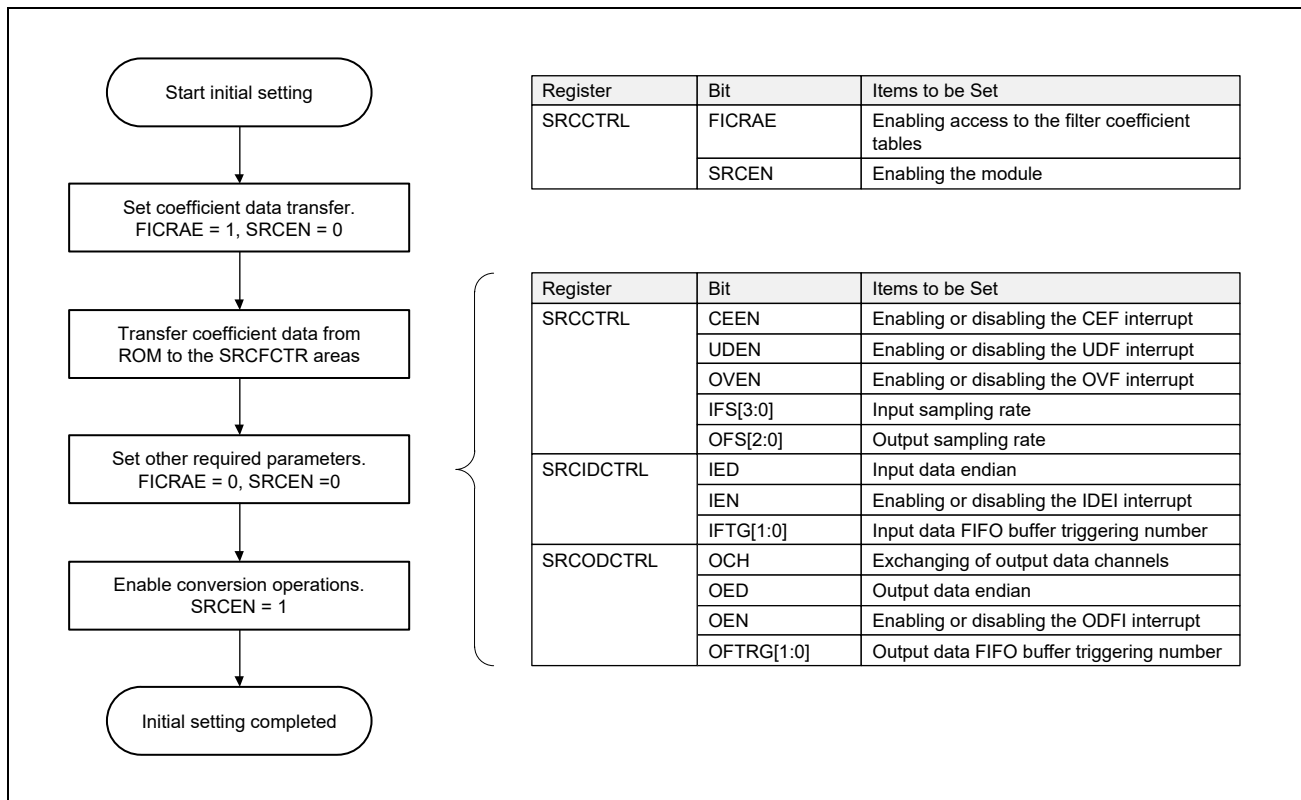 Start initial setting
Set coefficient data transfer.
FICRAE = 1, SRCEN = 0
Transfer coefficient data from
ROM to the SRCFCTR areas
Set other required parameters.
FICRAE = 0, SRCEN =0
Enable conversion operations.
SRCEN = 1
Initial setting completed
Register Bit Items to be Set
SRCCTRL FICRAE Enabling access to the filter coefficient
tables
SRCEN Enabling the module
Register Bit Items to be Set
SRCCTRL CEEN Enabling or disabling the CEF interrupt
UDEN Enabling or disabling the UDF interrupt
OVEN Enabling or disabling the OVF interrupt
IFS[3:0] Input sampling rate
OFS[2:0] Output sampling rate
SRCIDCTRL IED Input data endian
IEN Enabling or disabling the IDEI interrupt
IFTG[1:0] Input data FIFO buffer triggering number
SRCODCTRL OCH Exchanging of output data channels
OED Output data endian
OEN Enabling or disabling the ODFI interrupt
OFTRG[1:0] Output data FIFO buffer triggering number